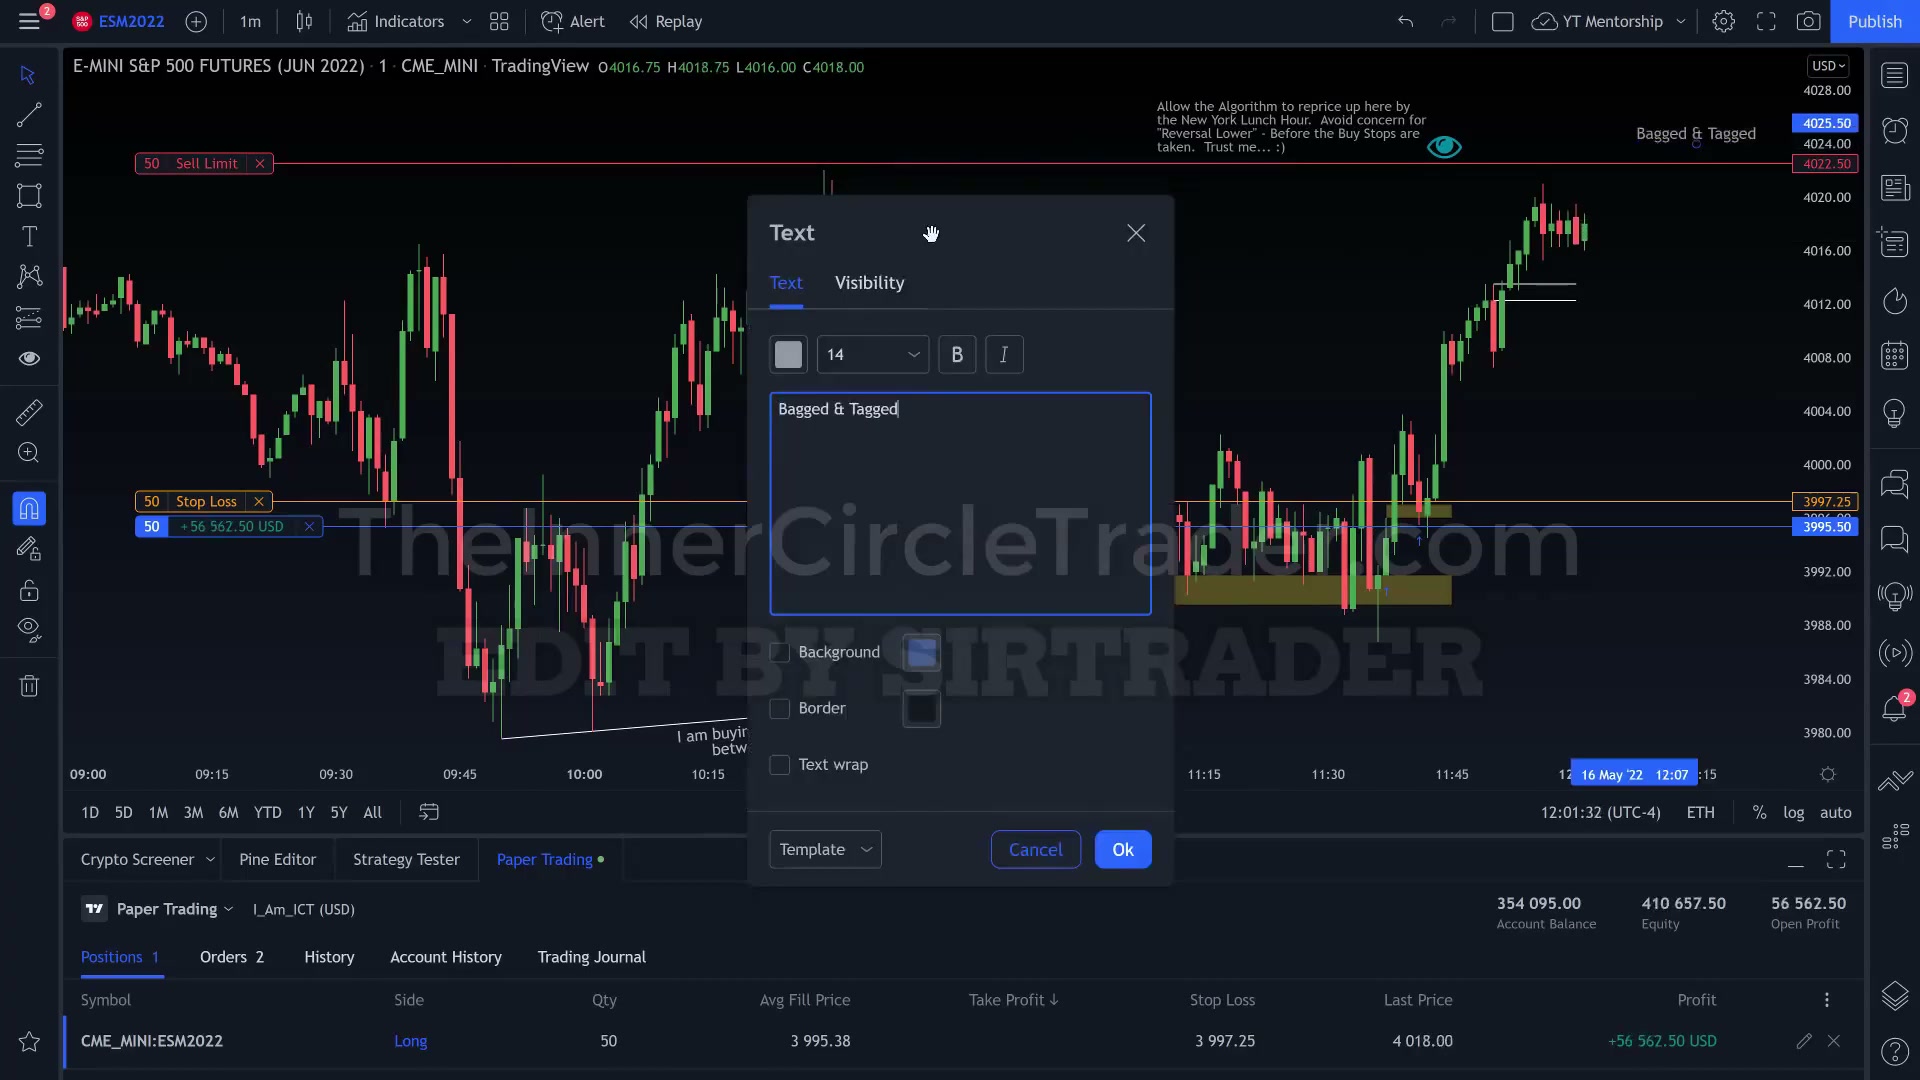 2
S&P 500
ESM2022
1m
Indicators
Alert
Replay
YT Mentorship
Publish
E-MINI S&P 500 FUTURES (JUN 2022) · 1 · CME_MINI · TradingView O4016.75 H4018.75 L4016.00 C4018.00
USD
4028.00
Allow the Algorithm to reprice up here by
the New York Lunch Hour. Avoid concern for
"Reversal Lower" - Before the Buy Stops are
taken. Trust me... :)
Bagged & Tagged
4025.50
4024.00
50 Sell Limit
4022.50
4020.00
4016.00
4012.00
4008.00
4004.00
4000.00
50 Stop Loss
3997.25
50 +56 562.50 USD
3995.50
3992.00
3988.00
3984.00
3980.00
Text
Text Visibility
14 B I
Bagged & Tagged
TheInnerCircleTrader.com
EDIT BY SIRTRADER
Background
Border
Text wrap
Template
Cancel
Ok
I am buyin
betw
09:00 09:15 09:30 09:45 10:00 10:15 11:15 11:30 11:45 12 16 May '22 12:07 :15
1D 5D 1M 3M 6M YTD 1Y 5Y All
12:01:32 (UTC-4) ETH % log auto
2
Crypto Screener Pine Editor Strategy Tester Paper Trading
Paper Trading I_Am_ICT (USD)
354 095.00 410 657.50 56 562.50
Account Balance Equity Open Profit
Positions 1 Orders 2 History Account History Trading Journal
Symbol Side Qty Avg Fill Price Take Profit ↓ Stop Loss Last Price Profit
CME_MINI:ESM2022 Long 50 3 995.38 3 997.25 4 018.00 +56 562.50 USD